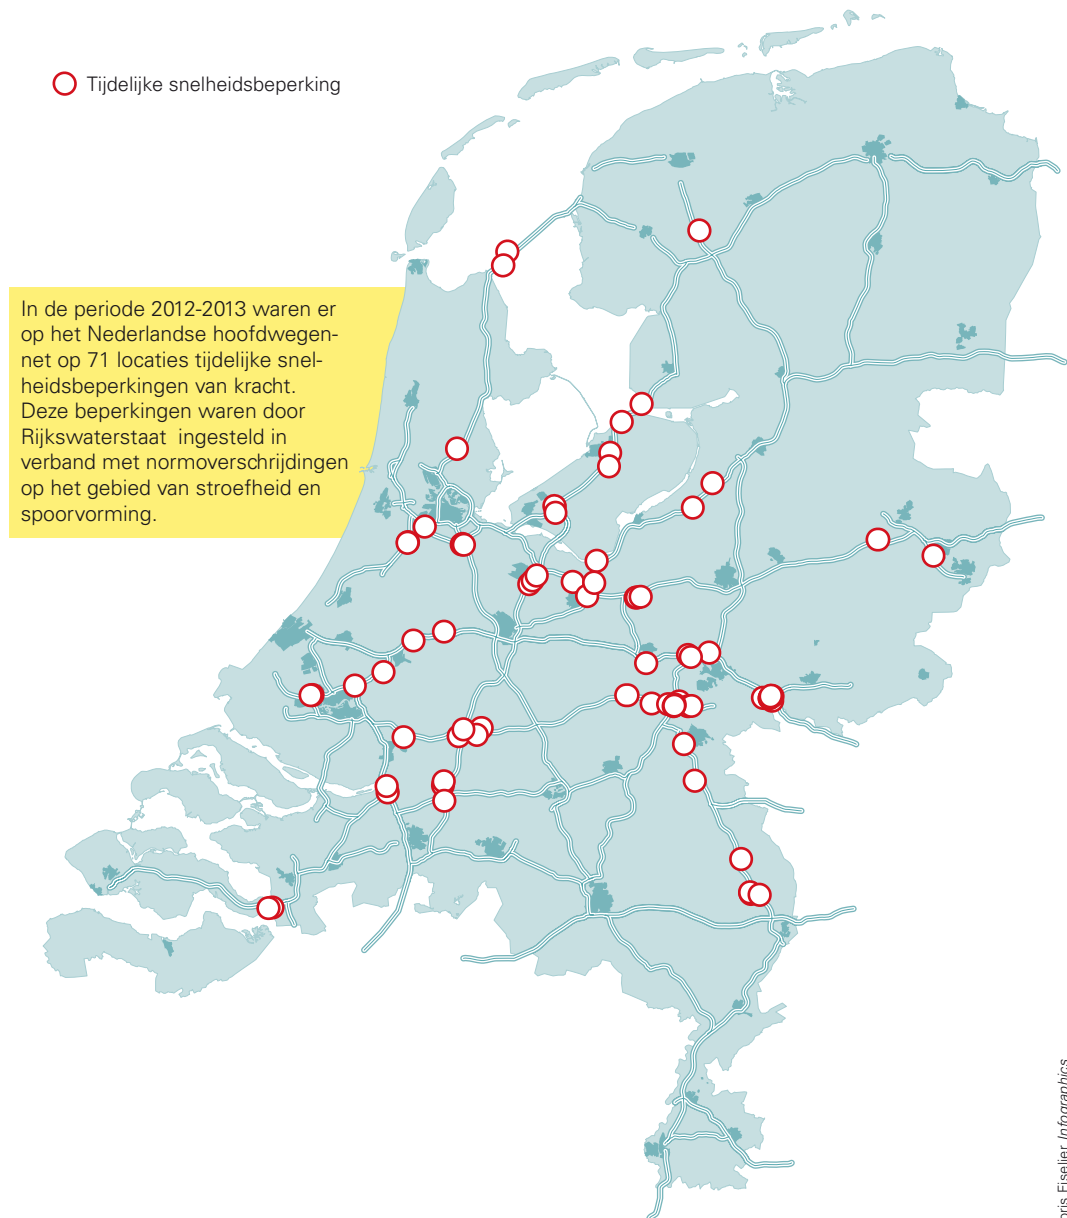 Tijdelijke snelheidsbeperking
In de periode 2012-2013 waren er
op het Nederlandse hoofdwegen-
net op 71 locaties tijdelijke snel-
heidsbeperkingen van kracht.
Deze beperkingen waren door
Rijkswaterstaat ingesteld in
verband met normoverschrijdingen
op het gebied van stroefheid en
spoorvorming.
Eiselier Infographics